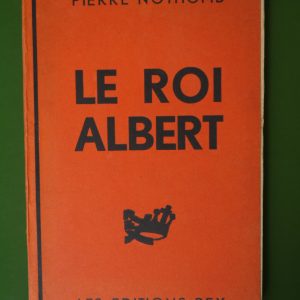 PIERRE NOTHOMB
LE ROI
ALBERT
LES EDITIONS REX